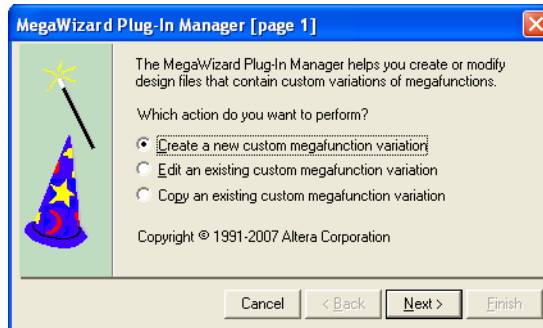 MegaWizard Plug-In Manager [page 1]
The MegaWizard Plug-In Manager helps you create or modify
design files that contain custom variations of megafunctions.
Which action do you want to perform?
Create a new custom megafunction variation
Edit an existing custom megafunction variation
Copy an existing custom megafunction variation
Copyright © 1991-2007 Altera Corporation
Cancel < Back Next > Finish